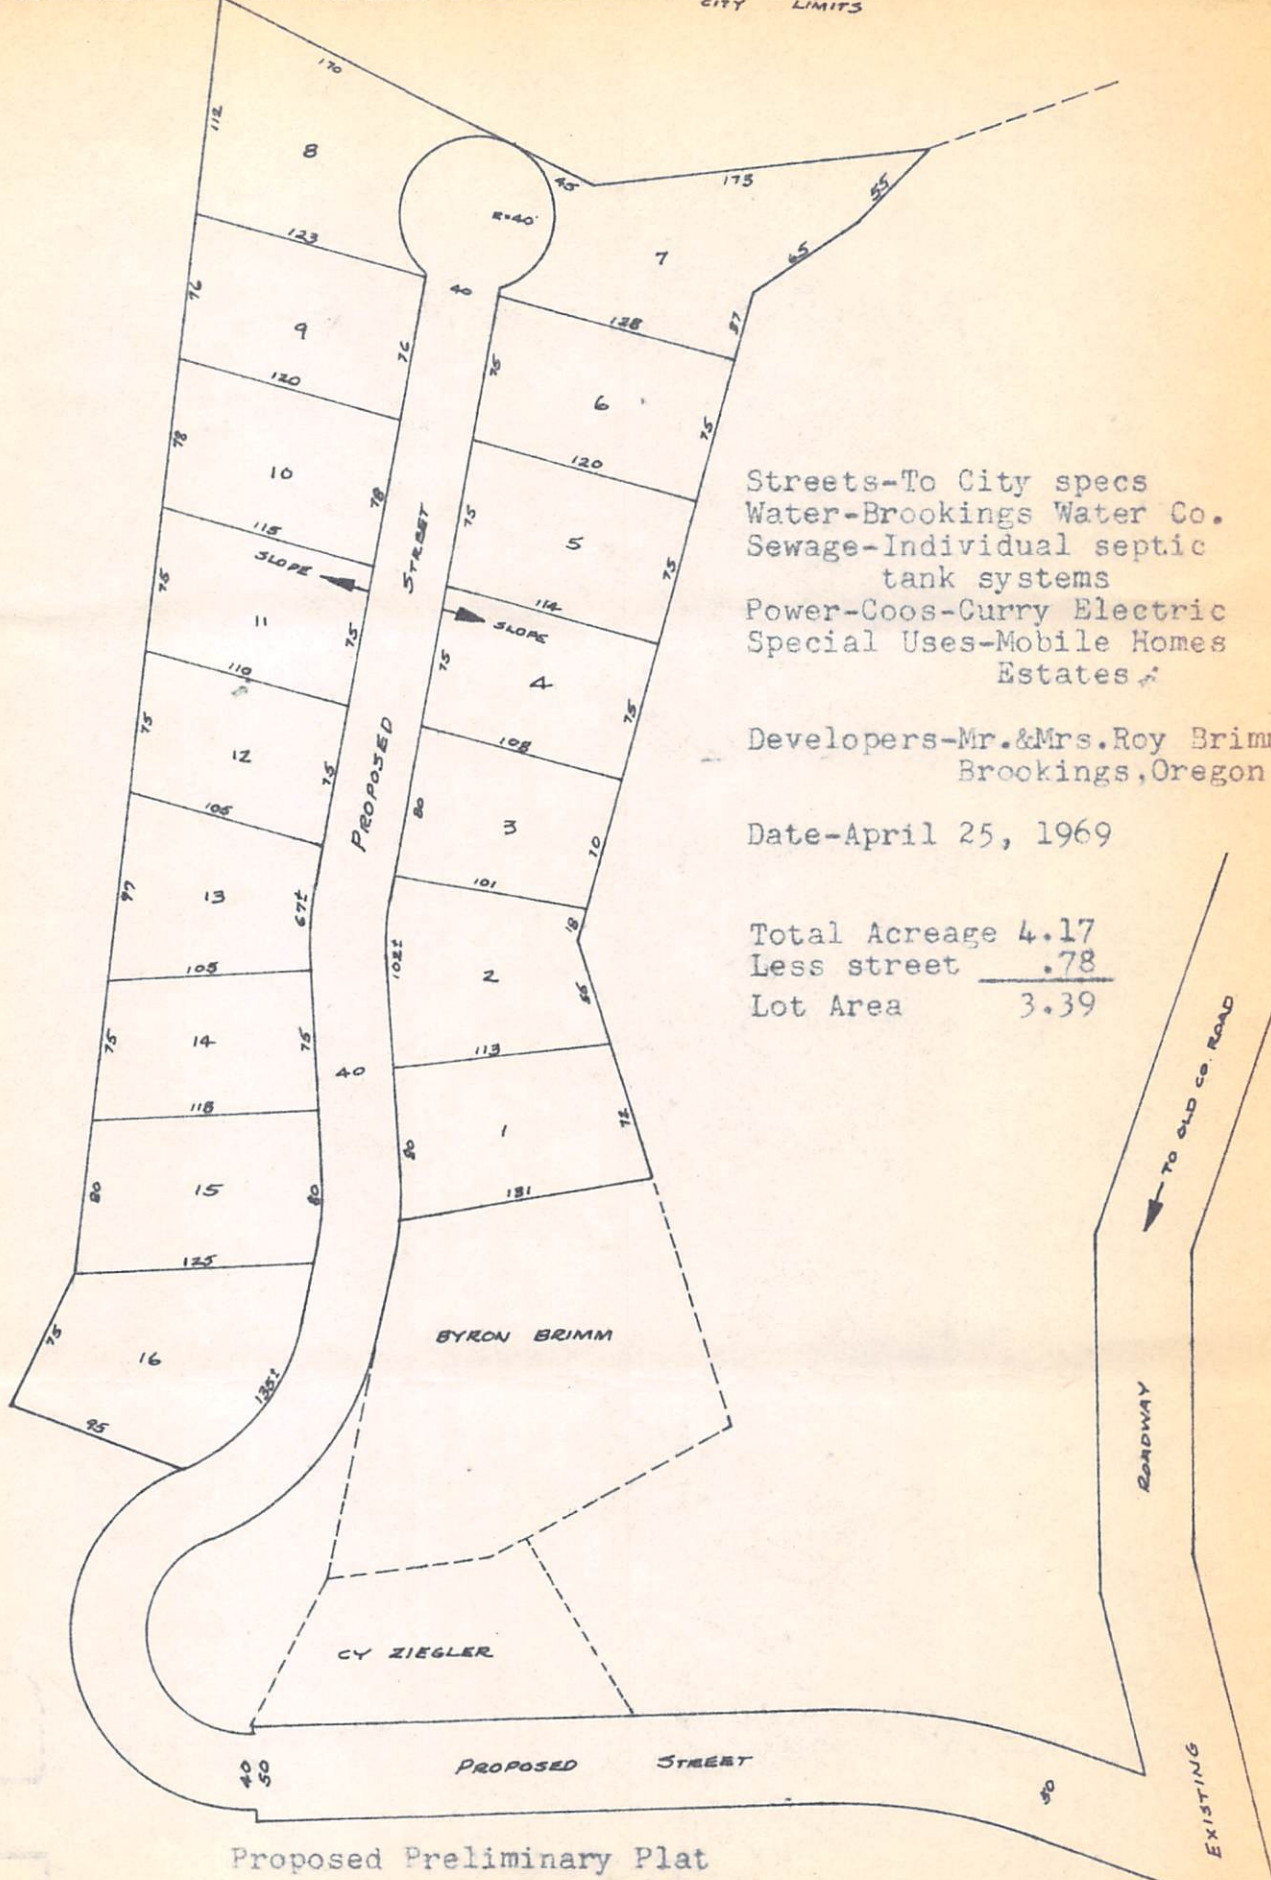 CITY LIMITS
170
112
8
45
173
55
R=40'
123
7
65
40
76
128
37
9
76
75
6
120
75
78
120
10
78
STREET
75
5
115
75
SLOPE
75
114
SLOPE
11
75
75
4
110
75
75
12
108
75
PROPOSED
105
80
3
70
97
13
67±
101
18
102±
2
105
56
75
14
75
113
40
118
1
72
80
80
15
80
131
125
BYRON BRIMM
75
16
135±
95
CY ZIEGLER
40
50
PROPOSED STREET
50
Streets-To City specs
Water-Brookings Water Co.
Sewage-Individual septic
tank systems
Power-Coos-Curry Electric
Special Uses-Mobile Homes
Estates
Developers-Mr.&Mrs.Roy Brimm
Brookings,Oregon
Date-April 25, 1969
Total Acreage 4.17
Less street .78
Lot Area 3.39
TO OLD CO. ROAD
ROADWAY
EXISTING
Proposed Preliminary Plat